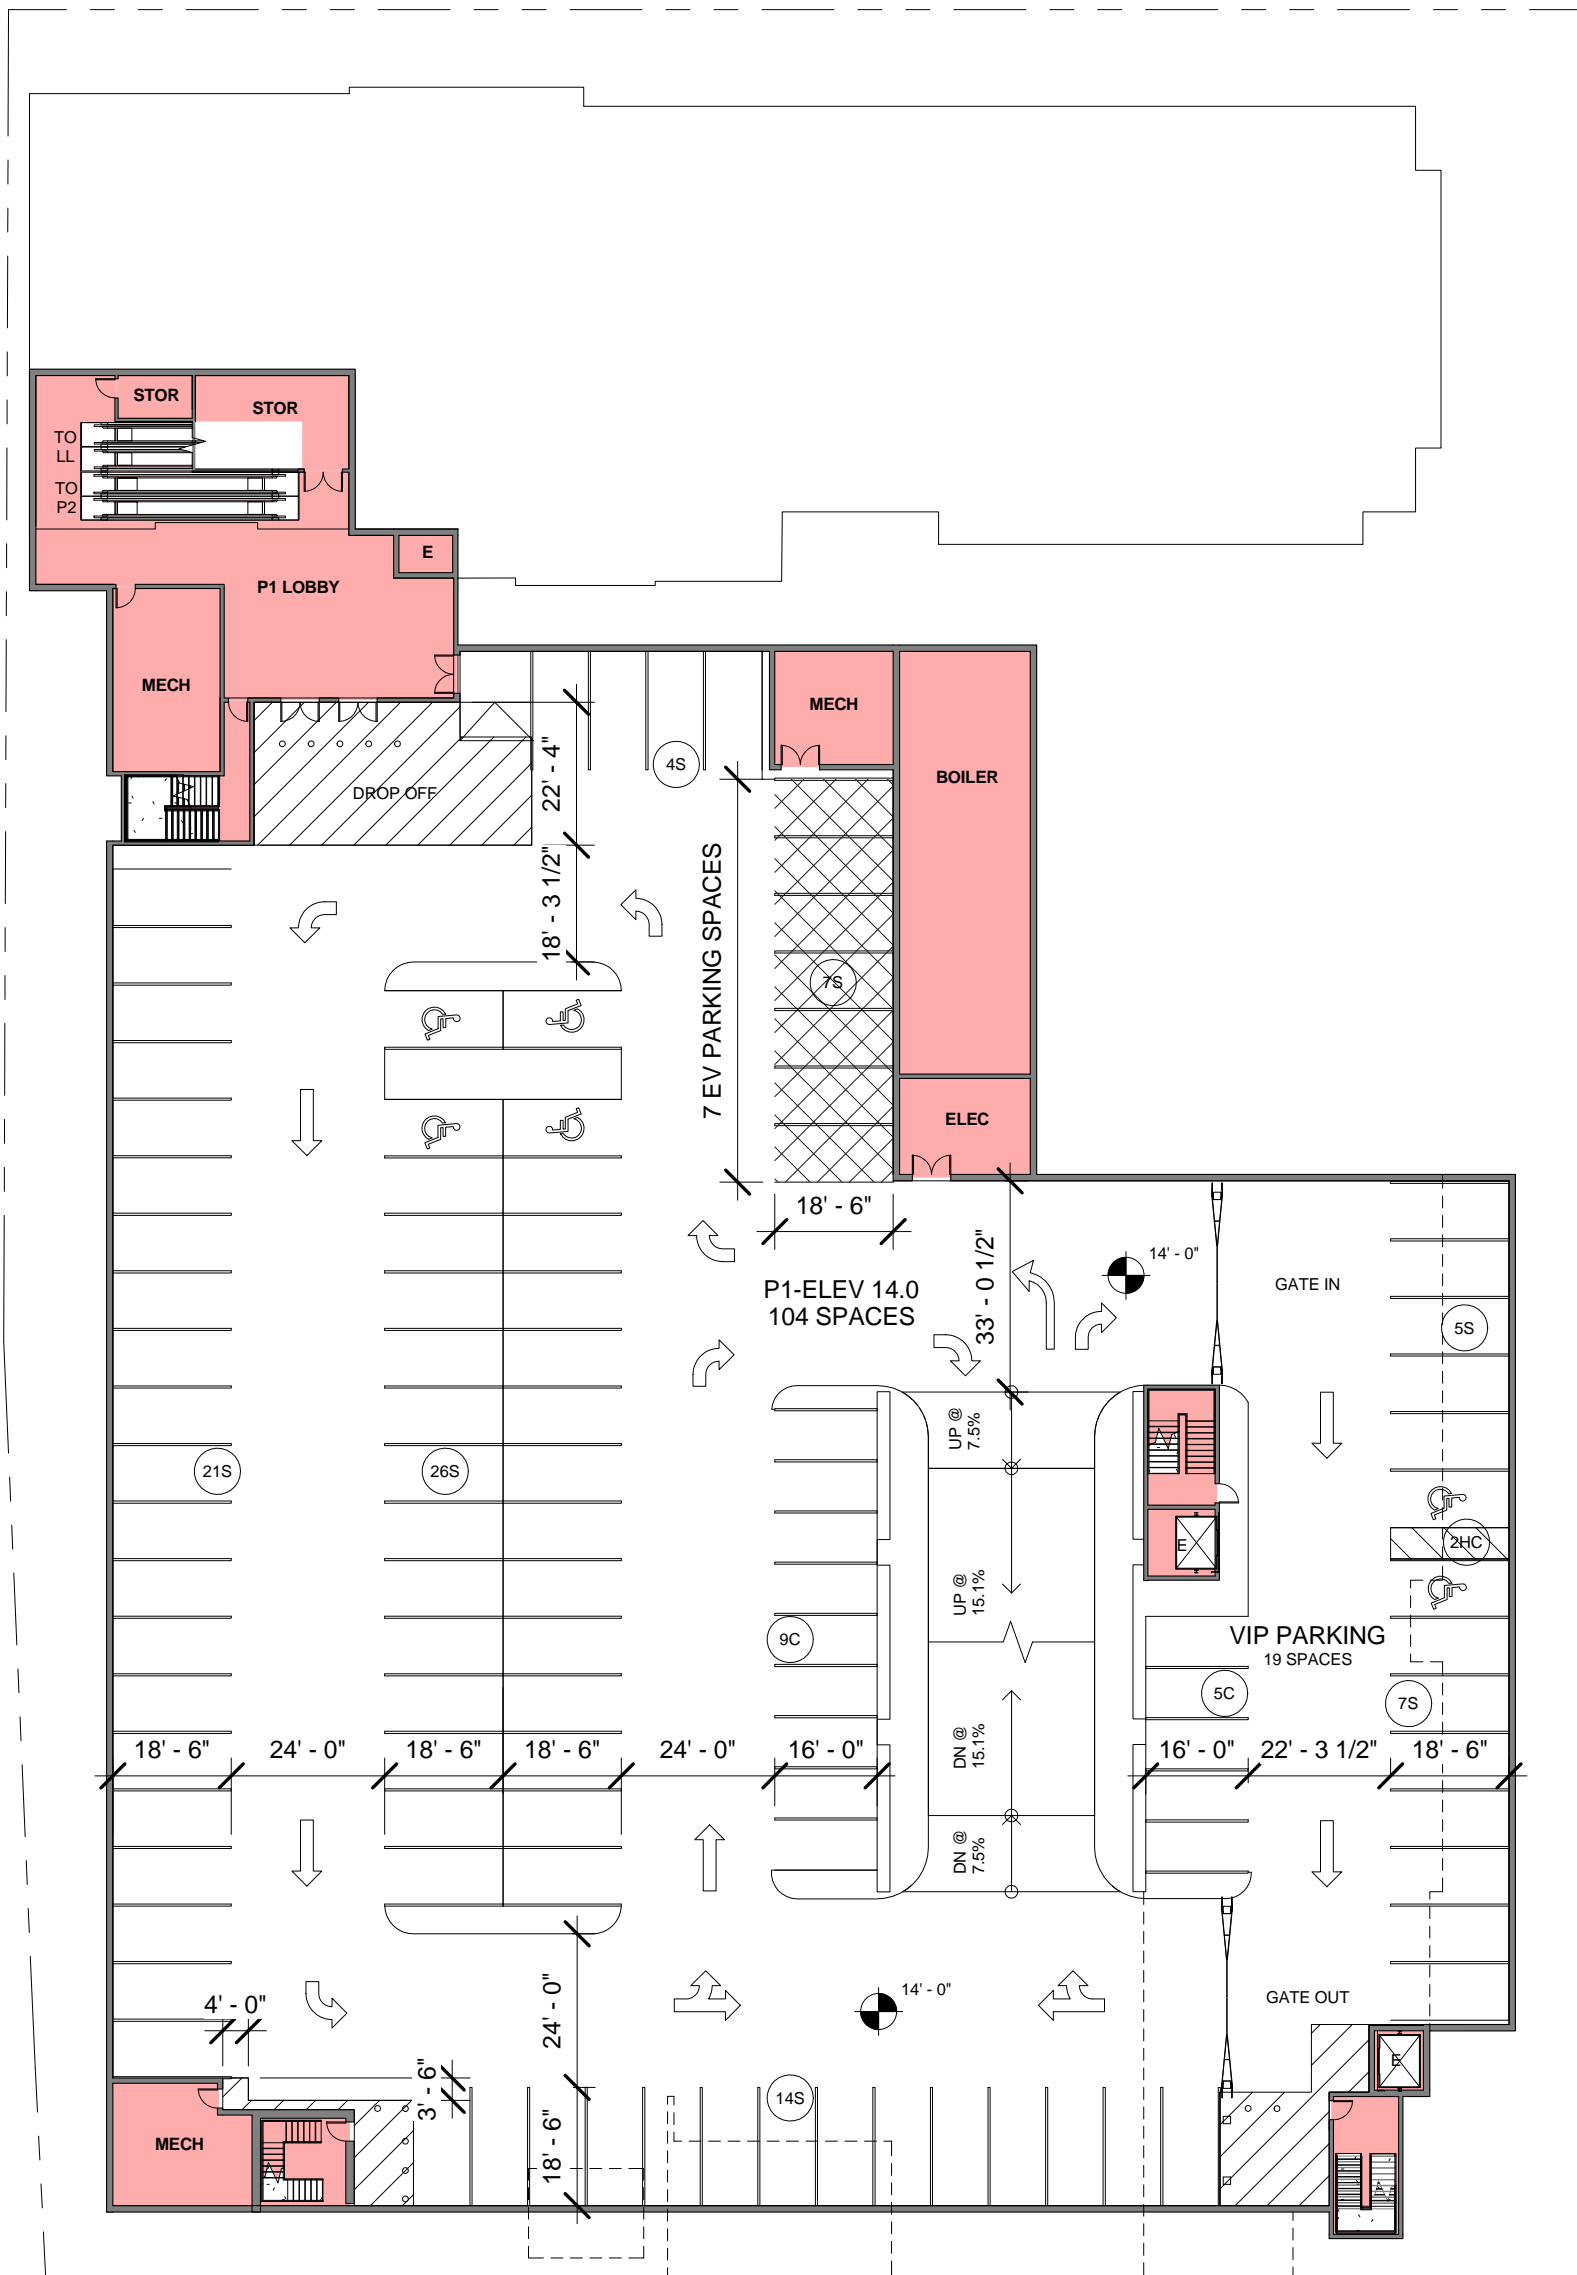 STOR
STOR
TO
LL
TO
P2
E
P1 LOBBY
MECH
MECH
BOILER
4S
22' - 4"
DROP OFF
18' - 3 1/2"
7 EV PARKING SPACES
7S
ELEC
18' - 6"
33' - 0 1/2"
14' - 0"
GATE IN
P1-ELEV 14.0
104 SPACES
5S
UP @
7.5%
21S
26S
E
2HC
UP @
15.1%
9C
VIP PARKING
19 SPACES
5C
7S
18' - 6"
24' - 0"
18' - 6"
18' - 6"
24' - 0"
16' - 0"
DN @
15.1%
16' - 0"
22' - 3 1/2"
18' - 6"
DN @
7.5%
14' - 0"
GATE OUT
4' - 0"
24' - 0"
E
3' - 6"
14S
MECH
18' - 6"